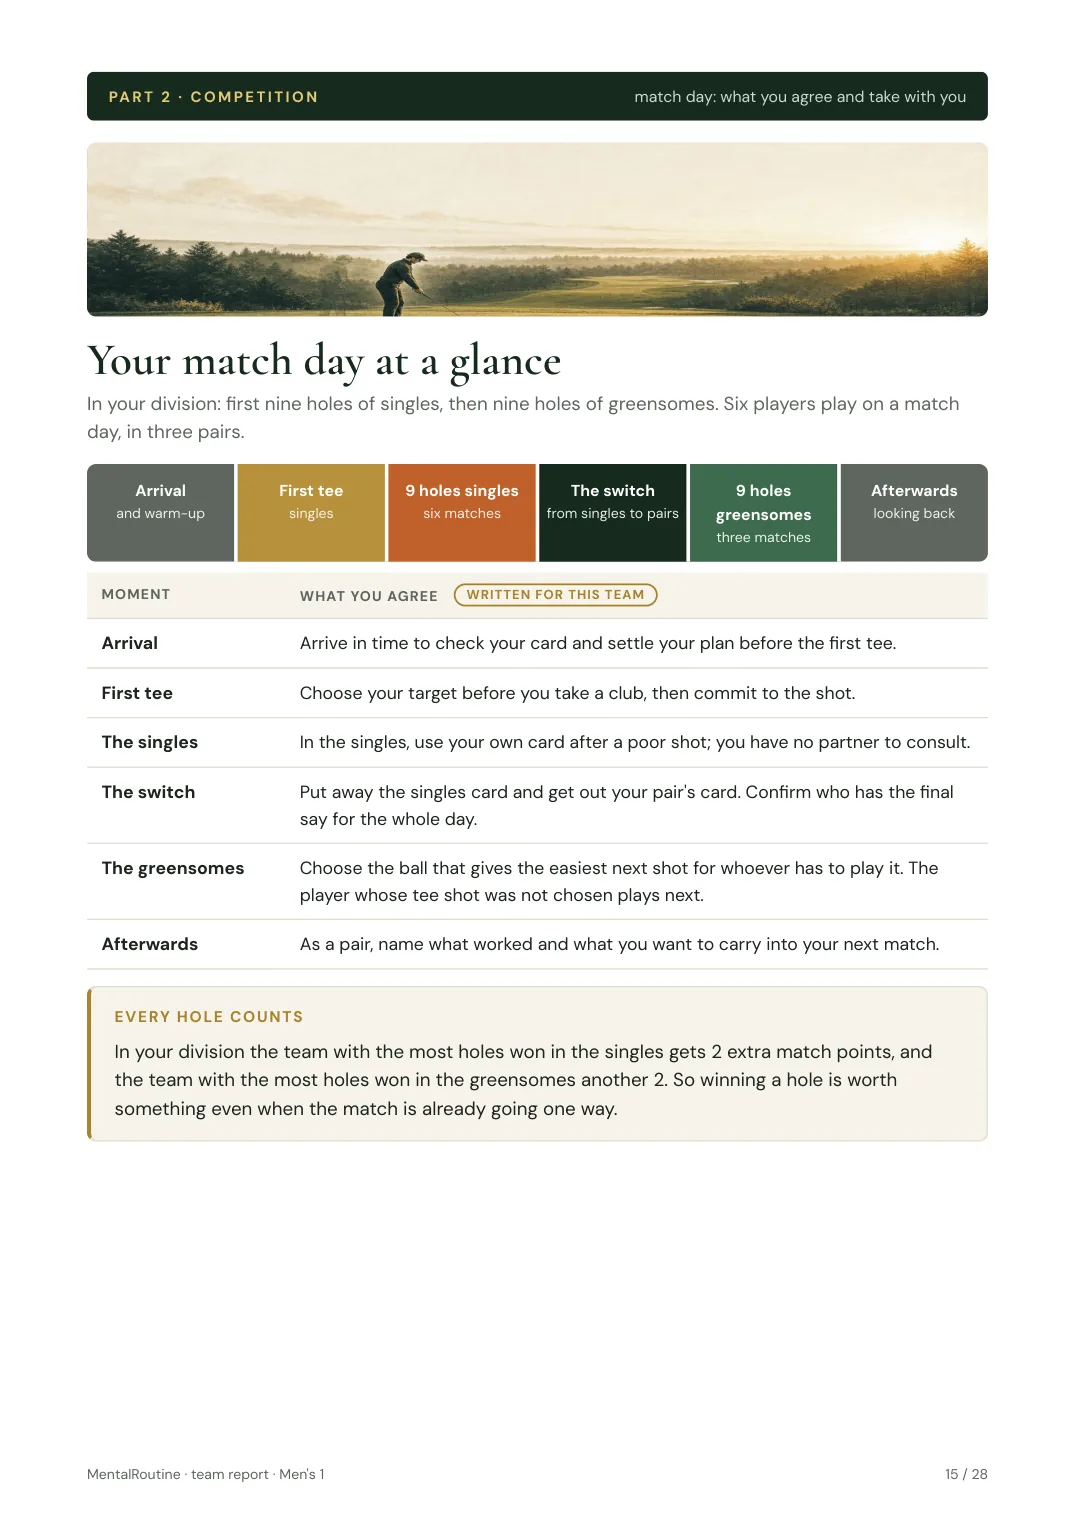 PART 2 · COMPETITION
match day: what you agree and take with you
Your match day at a glance
In your division: first nine holes of singles, then nine holes of greensomes. Six players play on a match
day, in three pairs.
Arrival
and warm-up
First tee
singles
9 holes singles
six matches
The switch
from singles to pairs
9 holes
greensomes
three matches
Afterwards
looking back
MOMENT
WHAT YOU AGREE
WRITTEN FOR THIS TEAM
Arrival
Arrive in time to check your card and settle your plan before the first tee.
First tee
Choose your target before you take a club, then commit to the shot.
The singles
In the singles, use your own card after a poor shot; you have no partner to consult.
The switch
Put away the singles card and get out your pair's card. Confirm who has the final
say for the whole day.
The greensomes
Choose the ball that gives the easiest next shot for whoever has to play it. The
player whose tee shot was not chosen plays next.
Afterwards
As a pair, name what worked and what you want to carry into your next match.
EVERY HOLE COUNTS
In your division the team with the most holes won in the singles gets 2 extra match points, and
the team with the most holes won in the greensomes another 2. So winning a hole is worth
something even when the match is already going one way.
MentalRoutine · team report · Men's 1
15 / 28